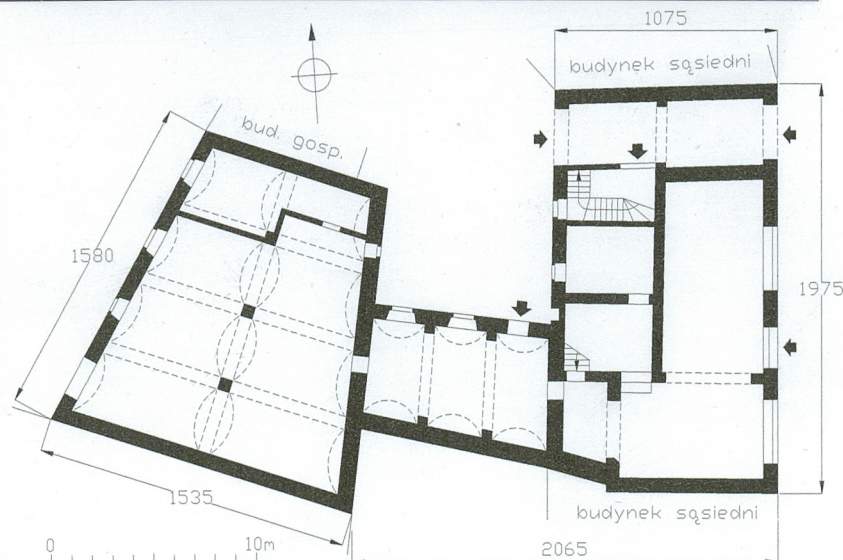 1075
budynek sąsiedni
bud. gosp.
1580
1975
1535
budynek sąsiedni
0 10m
2065